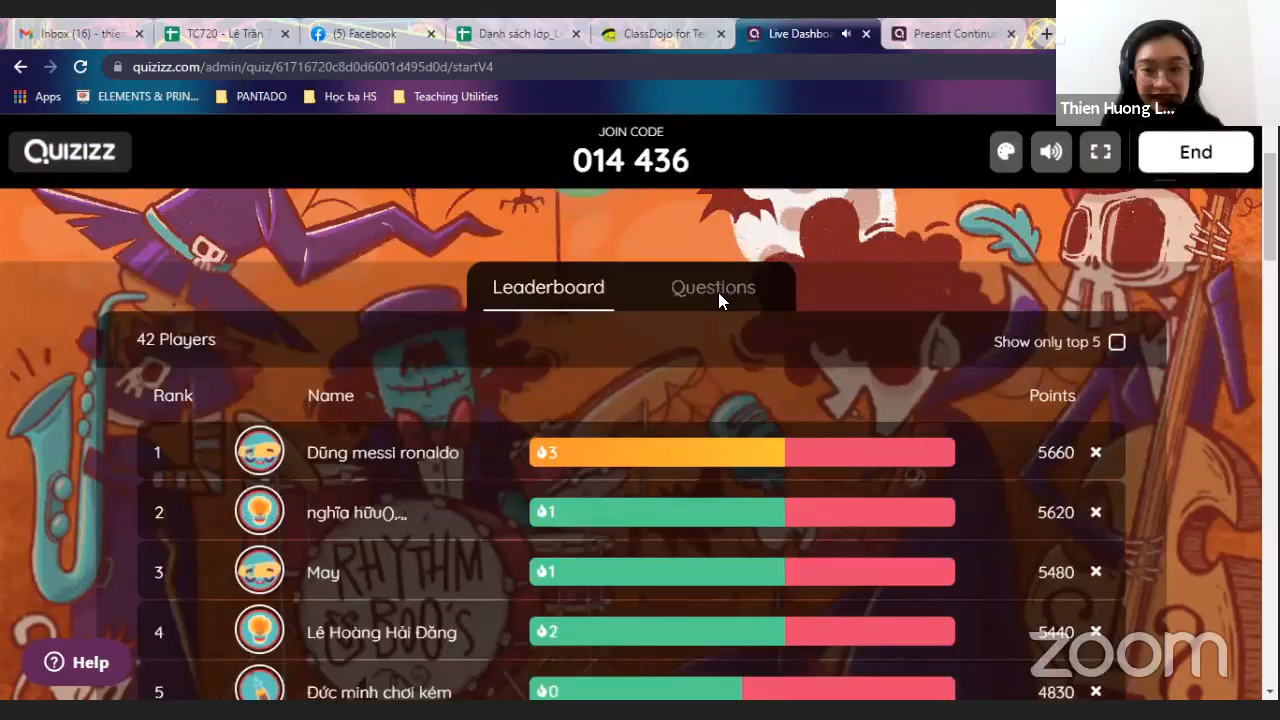 Inbox (16) - thie
TC720 - Lê Trần T
(5) Facebook
Danh sách lớp_L
ClassDojo for Te
Live Dashbo
Present Continu
quizizz.com/admin/quiz/61716720c8d0d6001d495d0d/startV4
Apps
ELEMENTS & PRIN...
PANTADO
Học bạ HS
Teaching Utilities
Thien Huong L...
Quizizz
JOIN CODE
014 436
End
Leaderboard
Questions
42 Players
Show only top 5
Rank Name Points
1 Dũng messi ronaldo 3 5660
2 nghĩa hữu(),.,, 1 5620
3 May 1 5480
4 Lê Hoàng Hải Đăng 2 5440
5 Đức minh chơi kém 0 4830
RHYTHM
BOO'S
Help
zoom